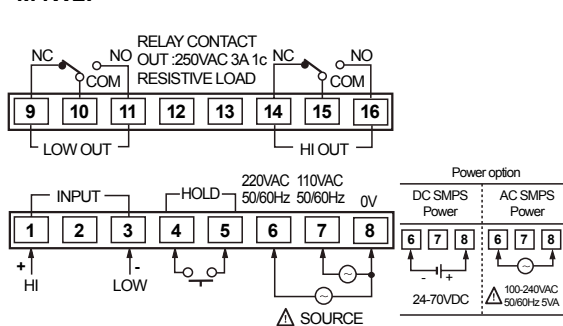 RELAY CONTACT
NC NO OUT :250VAC 3A 1c NC NO
COM RESISTIVE LOAD COM
9 10 11 12 13 14 15 16
LOW OUT HI OUT
Power option
INPUT HOLD 220VAC 110VAC
50/60Hz 50/60Hz 0V
DC SMPS AC SMPS
Power Power
1 2 3 4 5 6 7 8
6 7 8 6 7 8
+ -
HI LOW
- +
24-70VDC 100-240VAC
50/60Hz 5VA
SOURCE